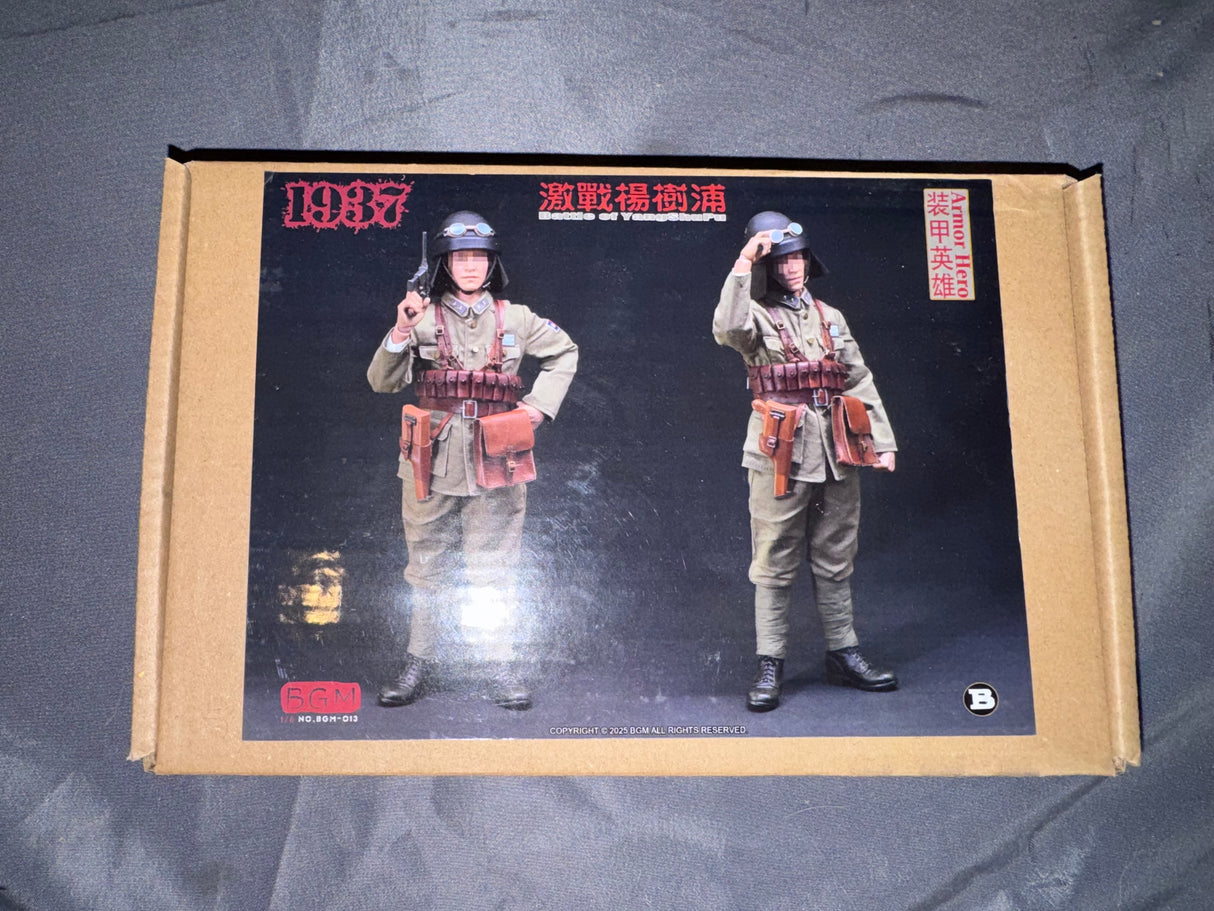 1937
激戰楊樹浦
Battle of YangShuPu
装甲英雄
Armor Hero
BGM
1/6 NO.BGM-013
B
COPYRIGHT © 2025 BGM ALL RIGHTS RESERVED.